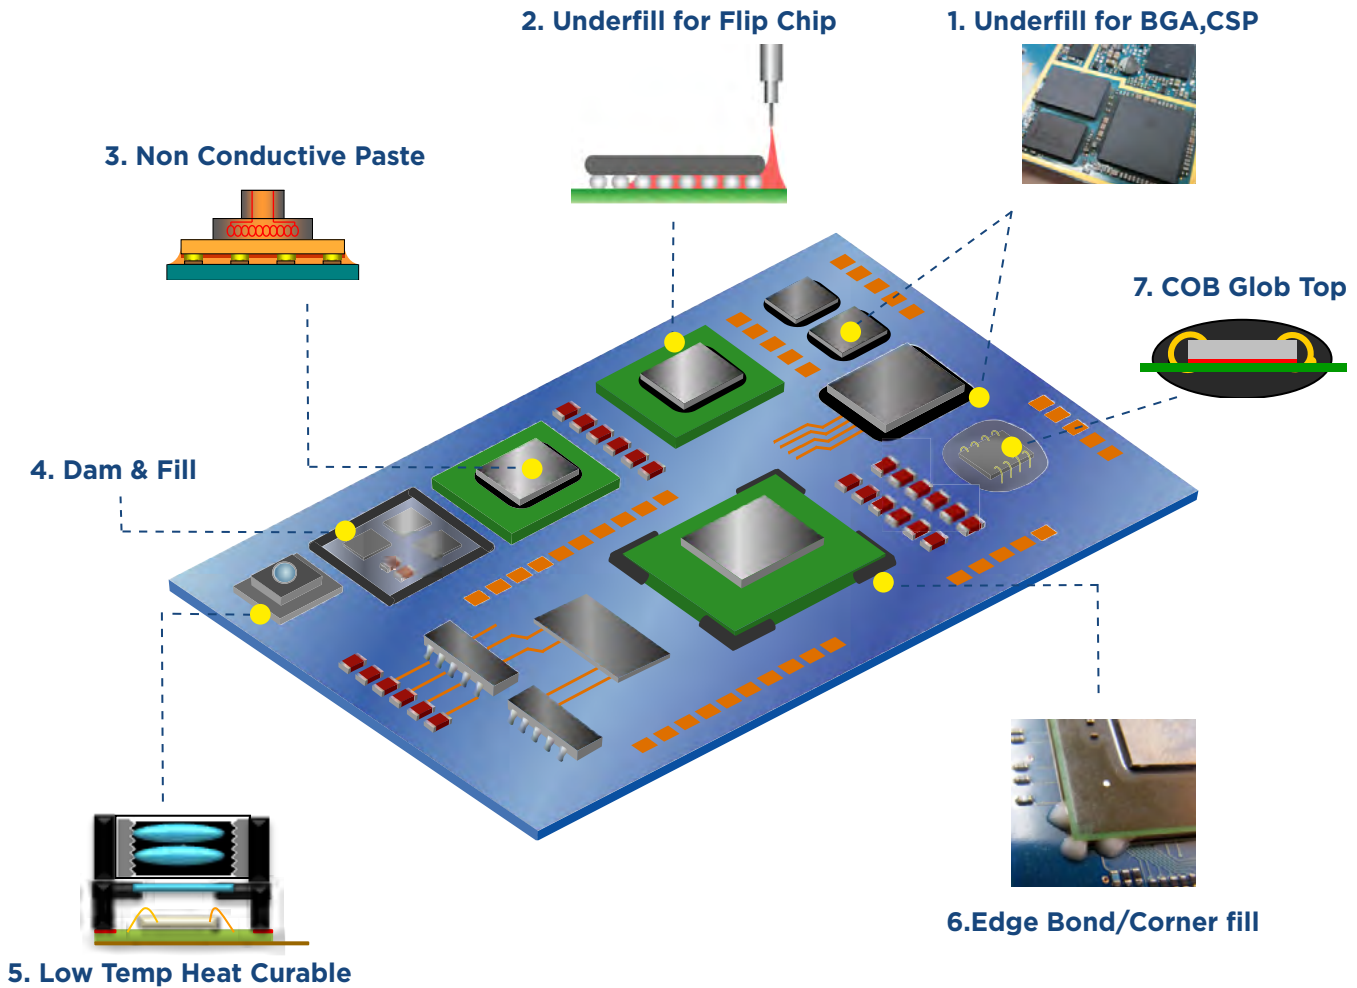 2. Underfill for Flip Chip
1. Underfill for BGA,CSP
3. Non Conductive Paste
7. COB Glob Top
4. Dam & Fill
6.Edge Bond/Corner fill
5. Low Temp Heat Curable